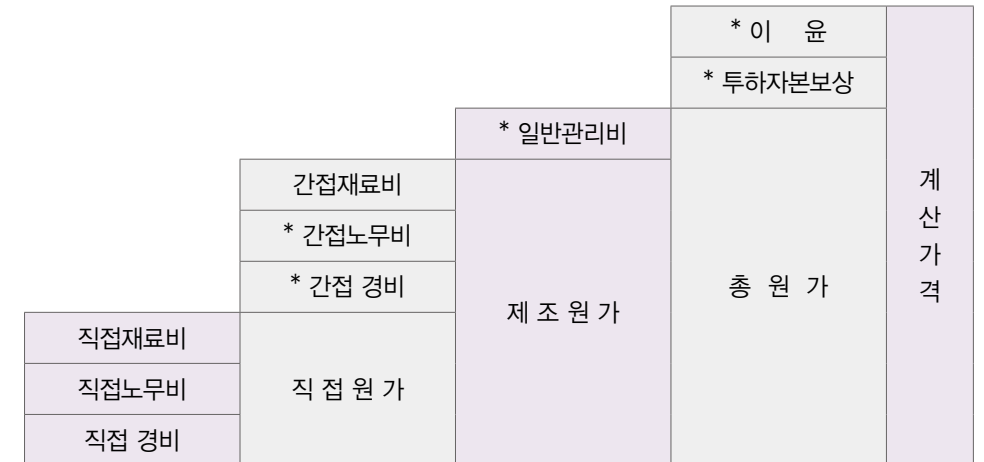 * 이 윤
* 투하자본보상
* 일반관리비
간접재료비
* 간접노무비
* 간접 경비
직접재료비
직접노무비
직접 경비
직 접 원 가
제 조 원 가
총 원 가
계
산
가
격